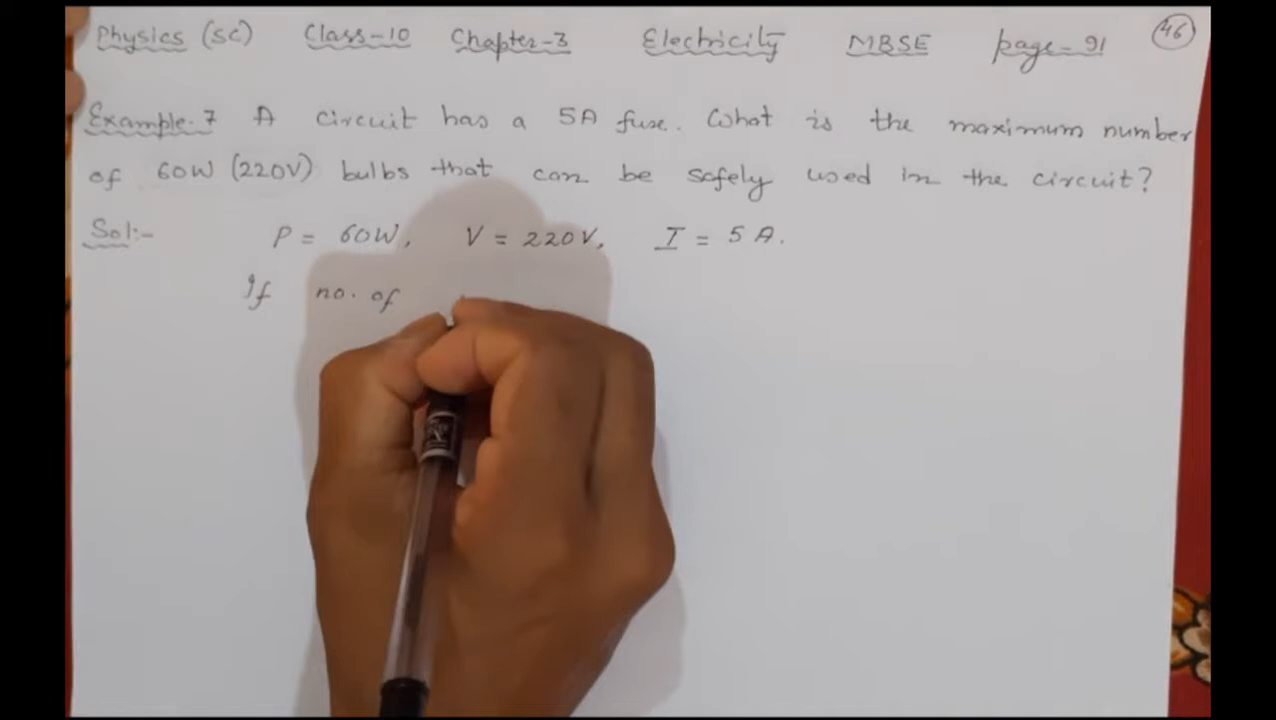 Physics (SC) Class-10 Chapter-3 Electricity MBSE page-91 46
Example-7 A circuit has a 5A fuse. What is the maximum number
of 60W (220V) bulbs that can be safely used in the circuit?
Sol:- P = 60W, V = 220V, I = 5A.
If no. of